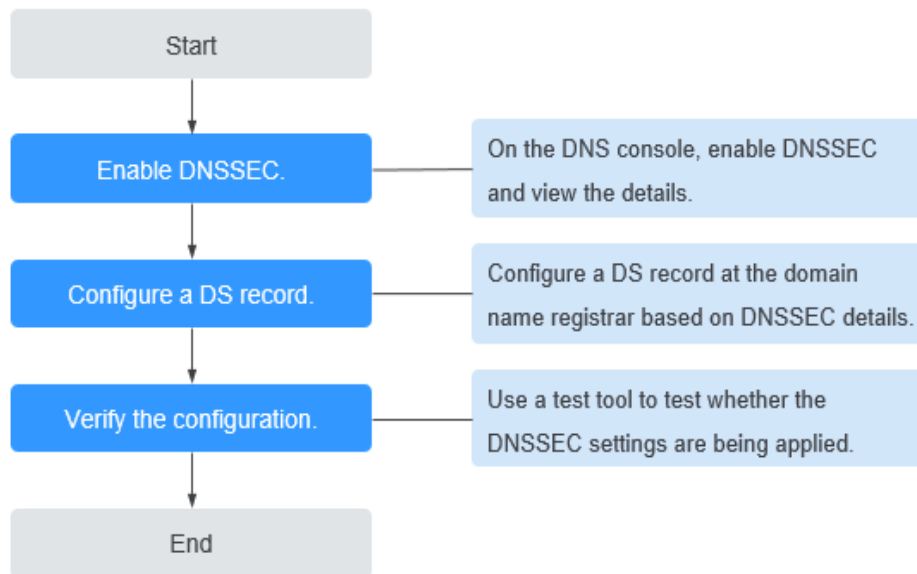 Start
Enable DNSSEC.
On the DNS console, enable DNSSEC
and view the details.
Configure a DS record.
Configure a DS record at the domain
name registrar based on DNSSEC details.
Verify the configuration.
Use a test tool to test whether the
DNSSEC settings are being applied.
End